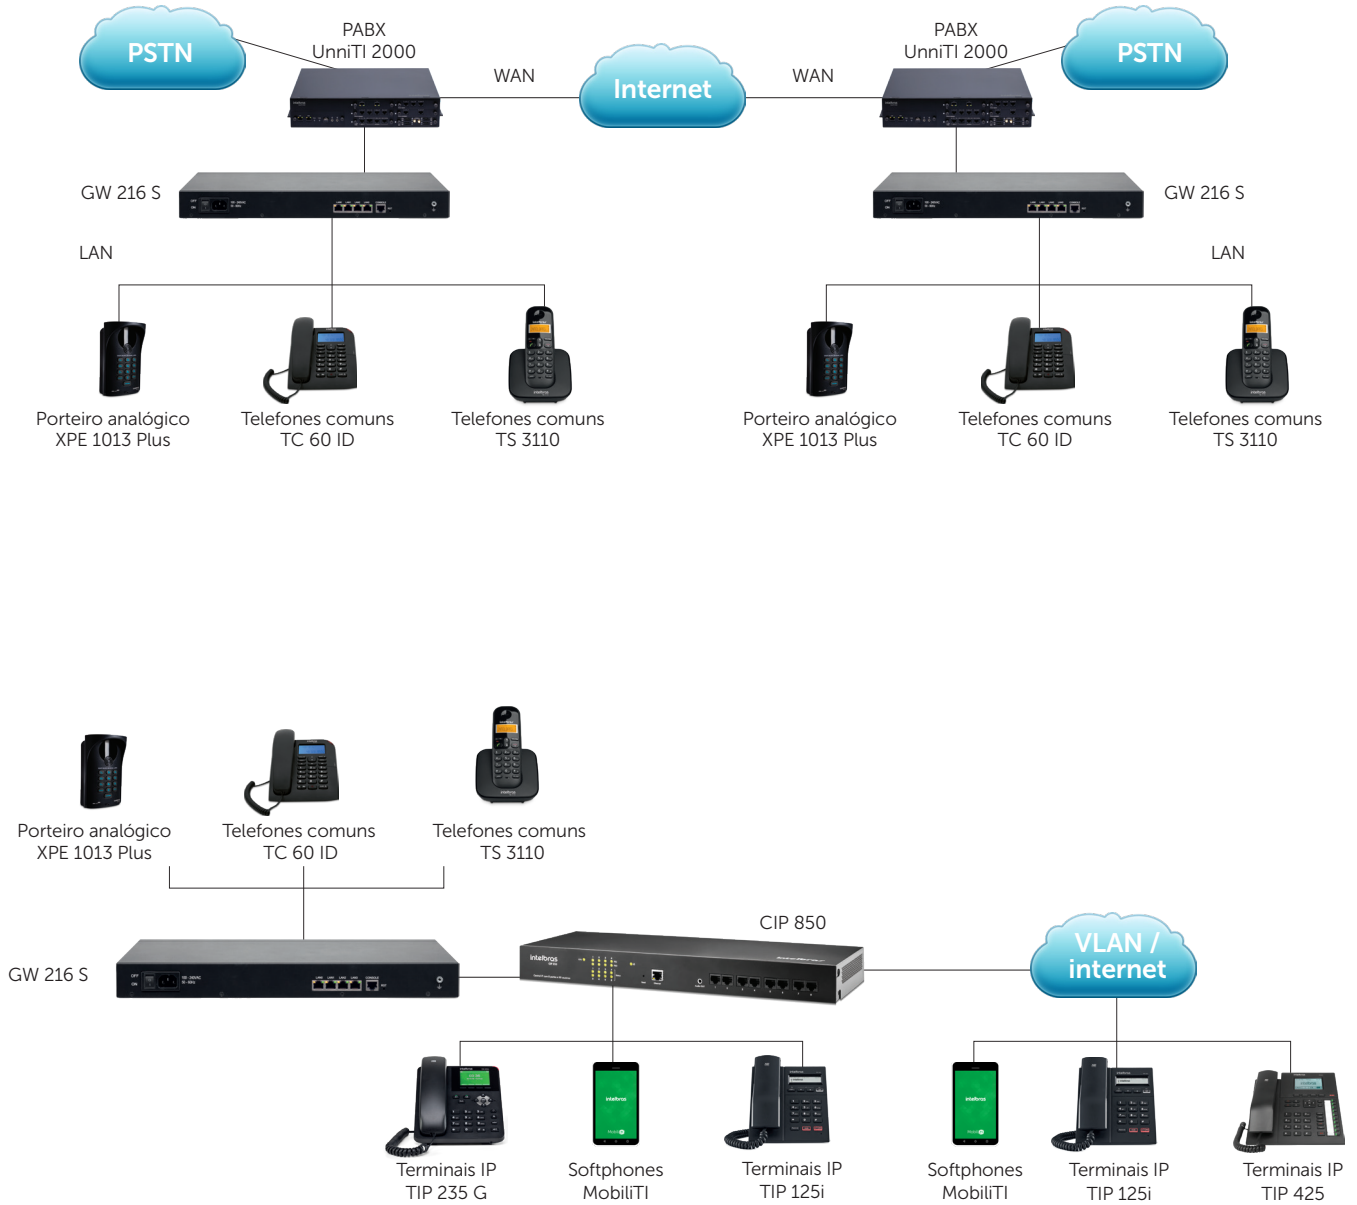 PSTN
PABX
UnniTI 2000
WAN
Internet
WAN
PABX
UnniTI 2000
PSTN
GW 216 S
GW 216 S
LAN
LAN
Porteiro analógico
XPE 1013 Plus
Telefones comuns
TC 60 ID
Telefones comuns
TS 3110
Porteiro analógico
XPE 1013 Plus
Telefones comuns
TC 60 ID
Telefones comuns
TS 3110
Porteiro analógico
XPE 1013 Plus
Telefones comuns
TC 60 ID
Telefones comuns
TS 3110
CIP 850
GW 216 S
intelbras
VLAN /
internet
intelbras
intelbras
Terminais IP
TIP 235 G
Softphones
MobiliTI
Terminais IP
TIP 125i
Softphones
MobiliTI
Terminais IP
TIP 125i
Terminais IP
TIP 425